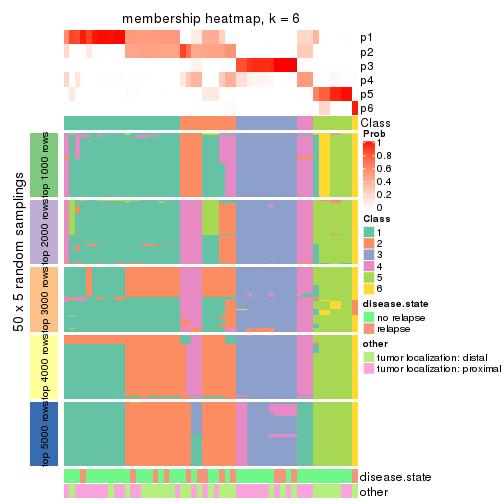 membership heatmap, k = 6
p1
p2
p3
p4
p5
p6
Class
50 x 5 random samplings
top 1000 rows
top 2000 rows
top 3000 rows
top 4000 rows
top 5000 rows
Prob
1
0.8
0.6
0.4
0.2
0
Class
1
2
3
4
5
6
disease.state
no relapse
relapse
other
tumor localization: distal
tumor localization: proximal
disease.state
other